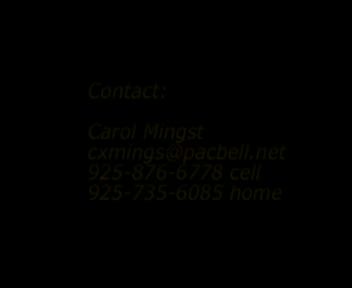 Contact:
Carol Mingst
cxmings@pacbell.net
925-876-6778 cell
925-735-6085 home